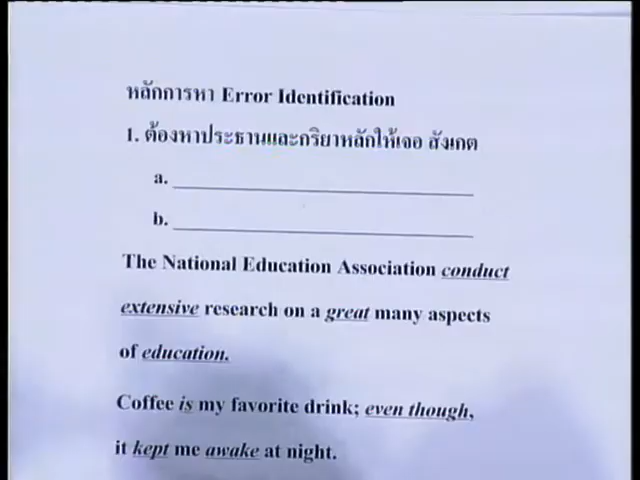 หลักการหา Error Identification
1. ต้องหาประธานและกริยาหลักให้เจอ สังเกต
a.
b.
The National Education Association conduct
extensive research on a great many aspects
of education.
Coffee is my favorite drink; even though,
it kept me awake at night.